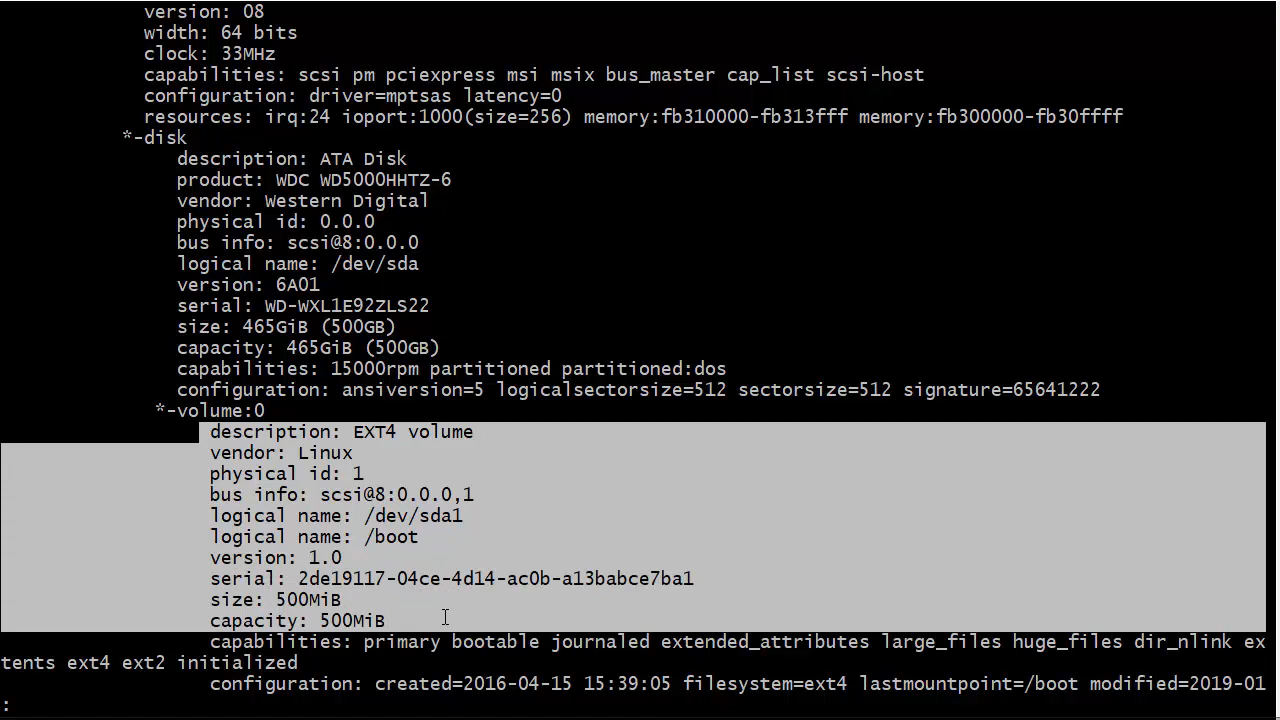 version: 08
width: 64 bits
clock: 33MHz
capabilities: scsi pm pciexpress msi msix bus_master cap_list scsi-host
configuration: driver=mptsas latency=0
resources: irq:24 ioport:1000(size=256) memory:fb310000-fb313fff memory:fb300000-fb30ffff
*-disk
description: ATA Disk
product: WDC WD5000HHTZ-6
vendor: Western Digital
physical id: 0.0.0
bus info: scsi@8:0.0.0
logical name: /dev/sda
version: 6A01
serial: WD-WXL1E92ZLS22
size: 465GiB (500GB)
capacity: 465GiB (500GB)
capabilities: 15000rpm partitioned partitioned:dos
configuration: ansiversion=5 logicalsectorsize=512 sectorsize=512 signature=65641222
*-volume:0
description: EXT4 volume
vendor: Linux
physical id: 1
bus info: scsi@8:0.0.0,1
logical name: /dev/sda1
logical name: /boot
version: 1.0
serial: 2de19117-04ce-4d14-ac0b-a13babce7ba1
size: 500MiB
capacity: 500MiB
capabilities: primary bootable journaled extended_attributes large_files huge_files dir_nlink ex
tents ext4 ext2 initialized
configuration: created=2016-04-15 15:39:05 filesystem=ext4 lastmountpoint=/boot modified=2019-01
: